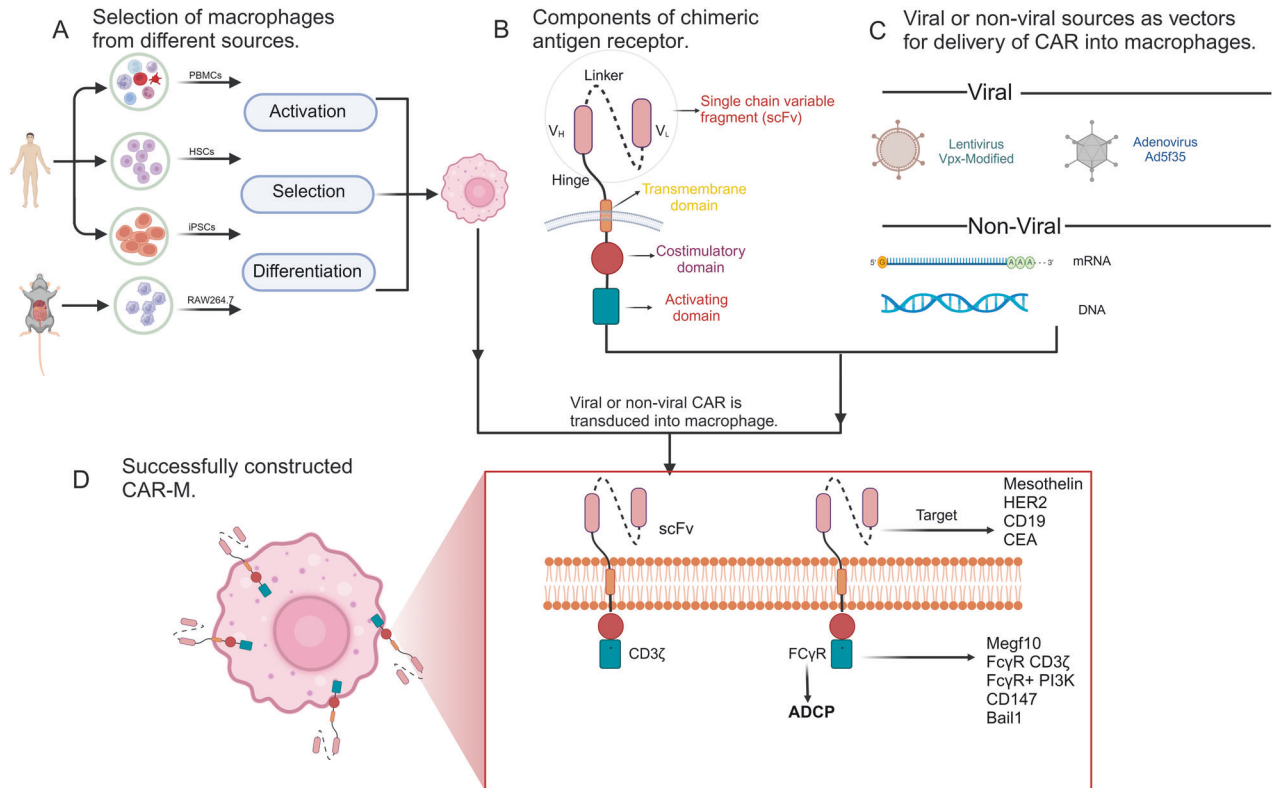 A
Selection of macrophages
from different sources.
PBMCs
HSCs
iPSCs
RAW264.7
Activation
Selection
Differentiation
B
Components of chimeric
antigen receptor.
Linker
VH
VL
Single chain variable
fragment (scFv)
Hinge
Transmembrane
domain
Costimulatory
domain
Activating
domain
C
Viral or non-viral sources as vectors
for delivery of CAR into macrophages.
Viral
Lentivirus
Vpx-Modified
Adenovirus
Ad5f35
Non-Viral
5' G AAA---3'
mRNA
DNA
Viral or non-viral CAR is
transduced into macrophage.
D
Successfully constructed
CAR-M.
scFv
CD3ζ
Target
Mesothelin
HER2
CD19
CEA
FCγR
ADCP
Megf10
FcγR CD3ζ
FcγR+ PI3K
CD147
Bail1